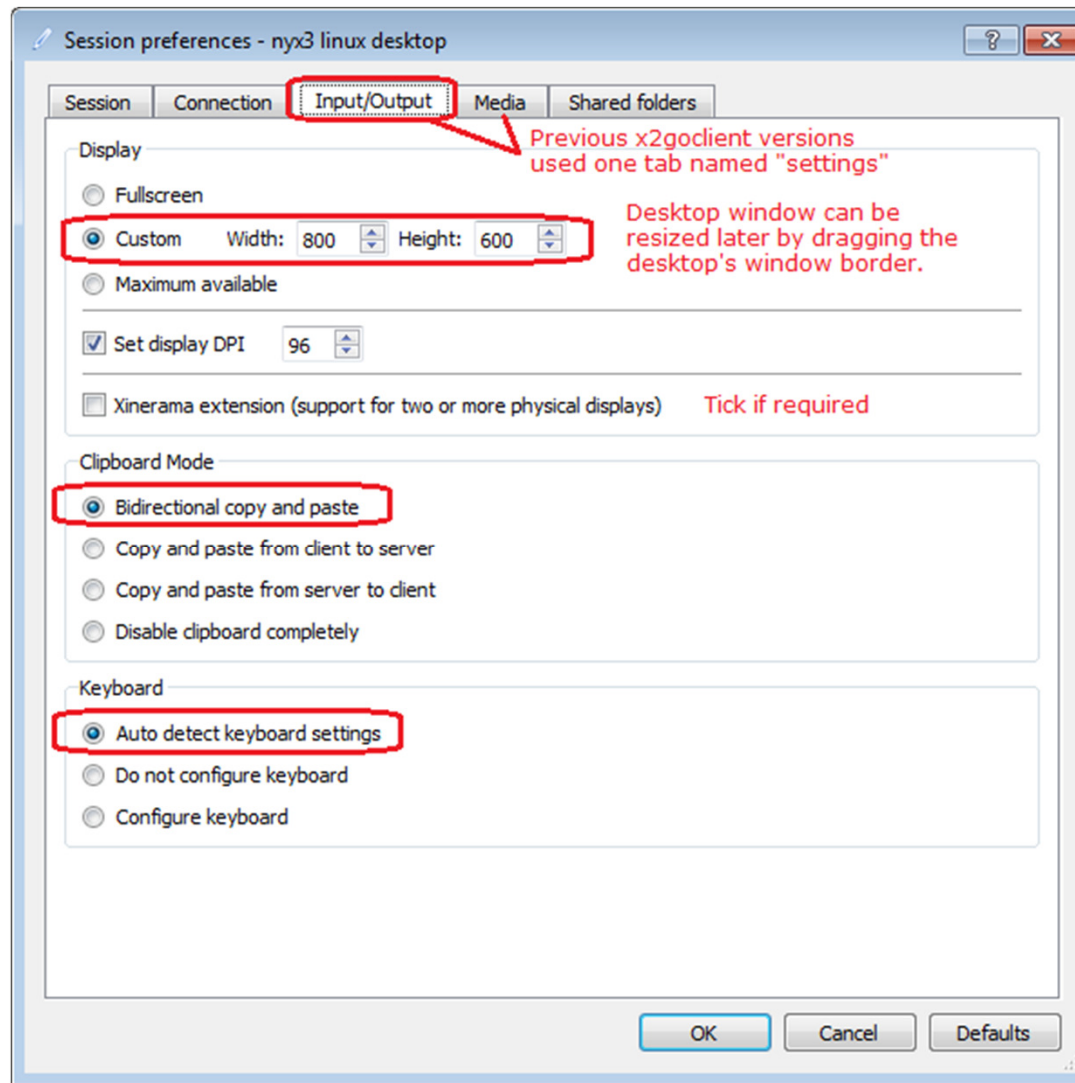 Session preferences - nyx3 linux desktop
Session Connection Input/Output Media Shared folders
Previous x2goclient versions
used one tab named "settings"
Display
Fullscreen
Custom Width: 800 Height: 600
Desktop window can be
resized later by dragging the
desktop's window border.
Maximum available
Set display DPI 96
Xinerama extension (support for two or more physical displays) Tick if required
Clipboard Mode
Bidirectional copy and paste
Copy and paste from client to server
Copy and paste from server to client
Disable clipboard completely
Keyboard
Auto detect keyboard settings
Do not configure keyboard
Configure keyboard
OK Cancel Defaults